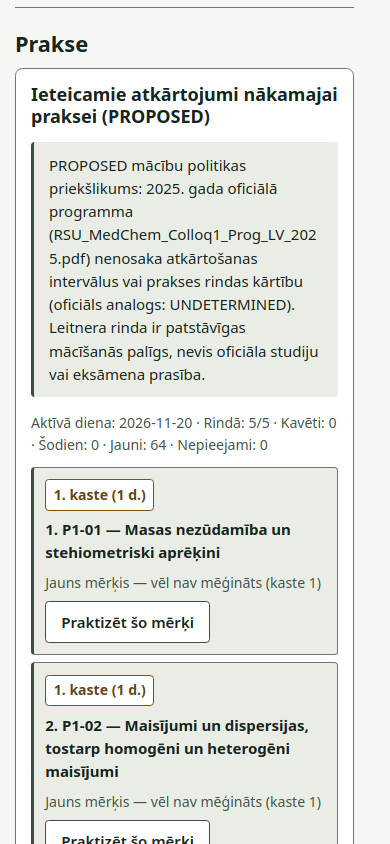 Prakse
Ieteicamie atkārtojumi nākamajai
praksei (PROPOSED)
PROPOSED mācību politikas
priekšlikums: 2025. gada oficiālā
programma
(RSU_MedChem_Colloq1_Prog_LV_202
5.pdf) nenosaka atkārtošanas
intervālus vai prakses rindas kārtību
(oficiāls analogs: UNDETERMINED).
Leitnera rinda ir patstāvīgas
mācīšanās palīgs, nevis oficiāla studiju
vai eksāmena prasība.
Aktīvā diena: 2026-11-20 · Rindā: 5/5 · Kavēti: 0
· Šodien: 0 · Jauni: 64 · Nepieejami: 0
1. kaste (1 d.)
1. P1-01 — Masas nezūdamība un
stehiometriski aprēķini
Jauns mērķis — vēl nav mēģināts (kaste 1)
Praktizēt šo mērķi
1. kaste (1 d.)
2. P1-02 — Maisījumi un dispersijas,
tostarp homogēni un heterogēni
maisījumi
Jauns mērķis — vēl nav mēģināts (kaste 1)
Praktizēt šo mērķi